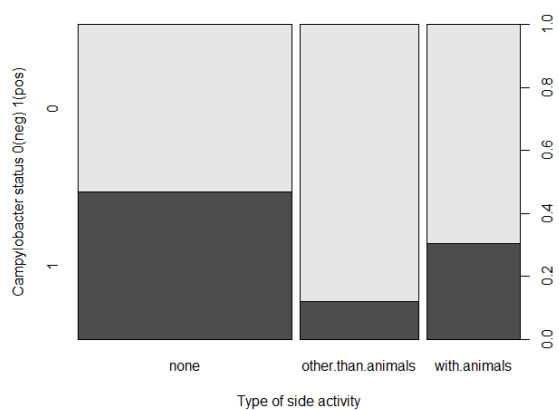 Campylobacter status 0(neg) 1(pos)
0
1
1.0
0.8
0.6
0.4
0.2
0.0
none
other.than.animals
with.animals
Type of side activity